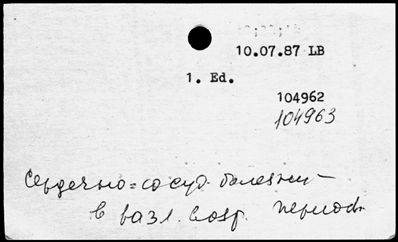 10.07.87 LB
1. Ed.
104962
104963
Сердечно=сосуд. болезни
в разл. возр. период.